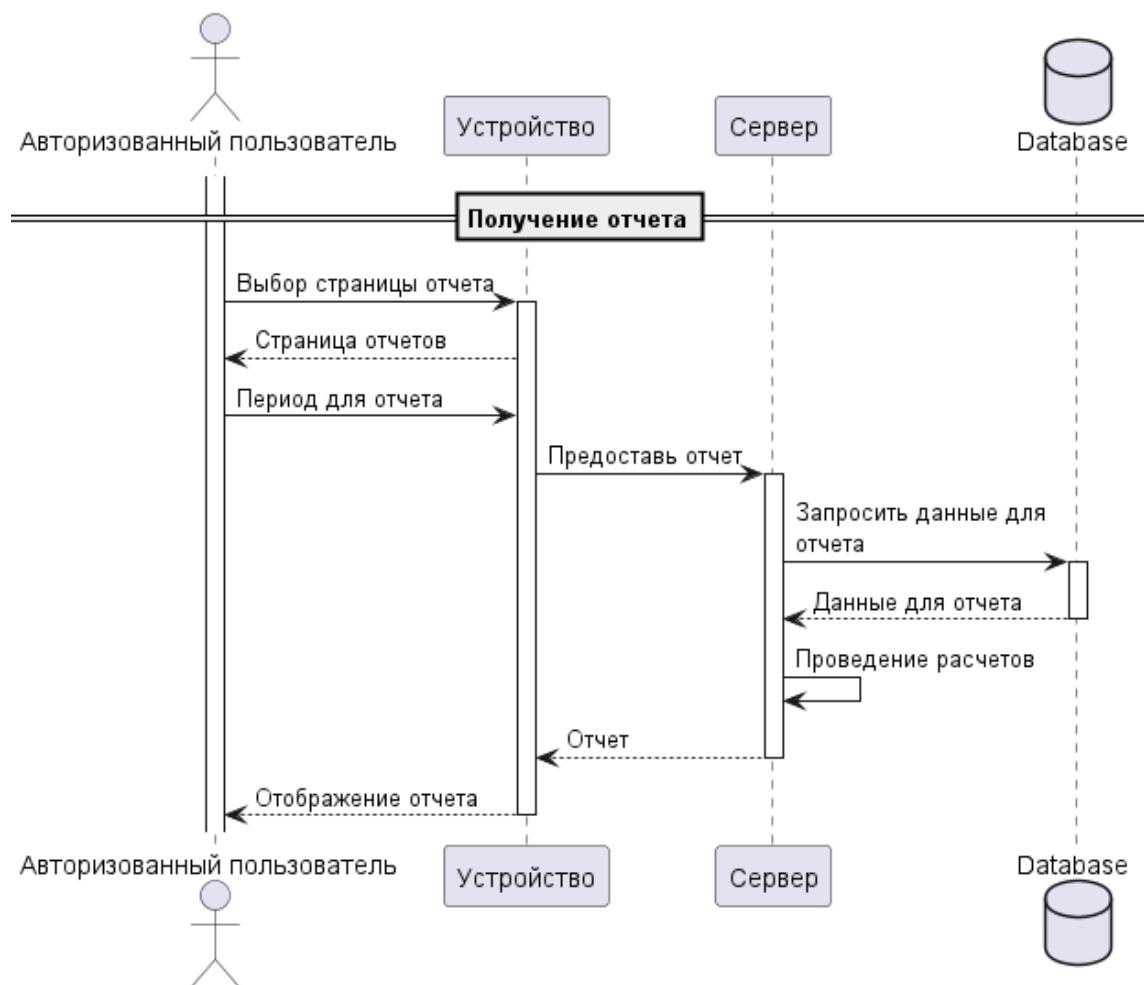 Авторизованный пользователь
Устройство
Сервер
Database
Получение отчета
Выбор страницы отчета
Страница отчетов
Период для отчета
Предоставь отчет
Запросить данные для
отчета
Данные для отчета
Проведение расчетов
Отчет
Отображение отчета
Авторизованный пользователь
Устройство
Сервер
Database